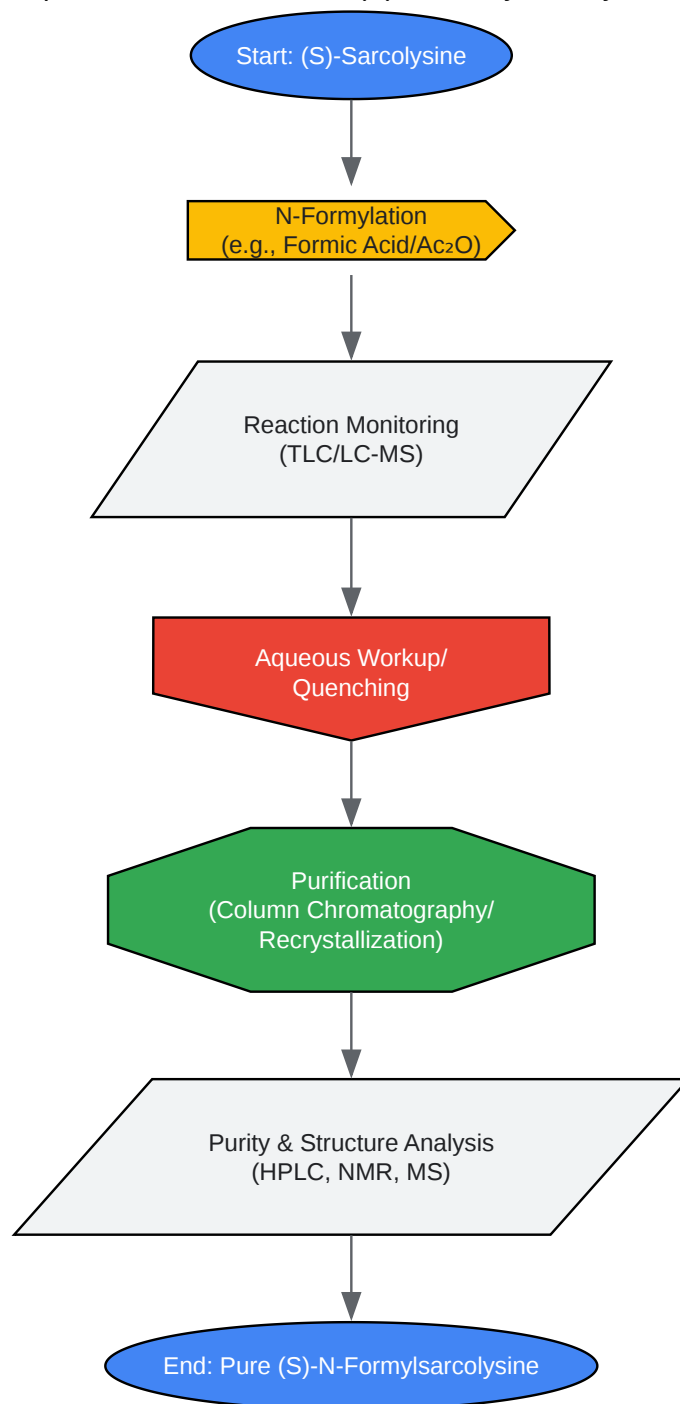 Start: (S)-Sarcolysine
N-Formylation
(e.g., Formic Acid/Ac₂O)
Reaction Monitoring
(TLC/LC-MS)
Aqueous Workup/
Quenching
Purification
(Column Chromatography/
Recrystallization)
Purity & Structure Analysis
(HPLC, NMR, MS)
End: Pure (S)-N-Formylsarcolysine